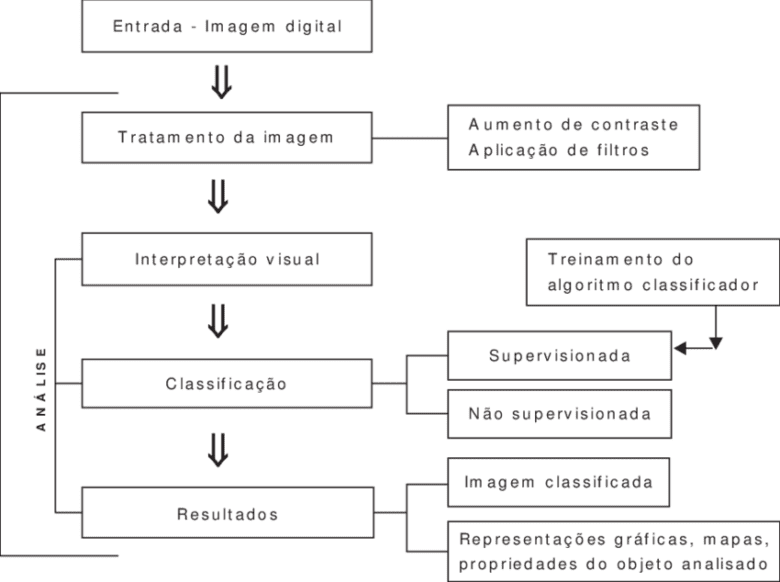 Entrada - Imagem digital
Tratamento da imagem
Aumento de contraste
Aplicação de filtros
Interpretação visual
Treinamento do
algoritmo classificador
ANÁLISE
Classificação
Supervisionada
Não supervisionada
Resultados
Imagem classificada
Representações gráficas, mapas,
propriedades do objeto analisado